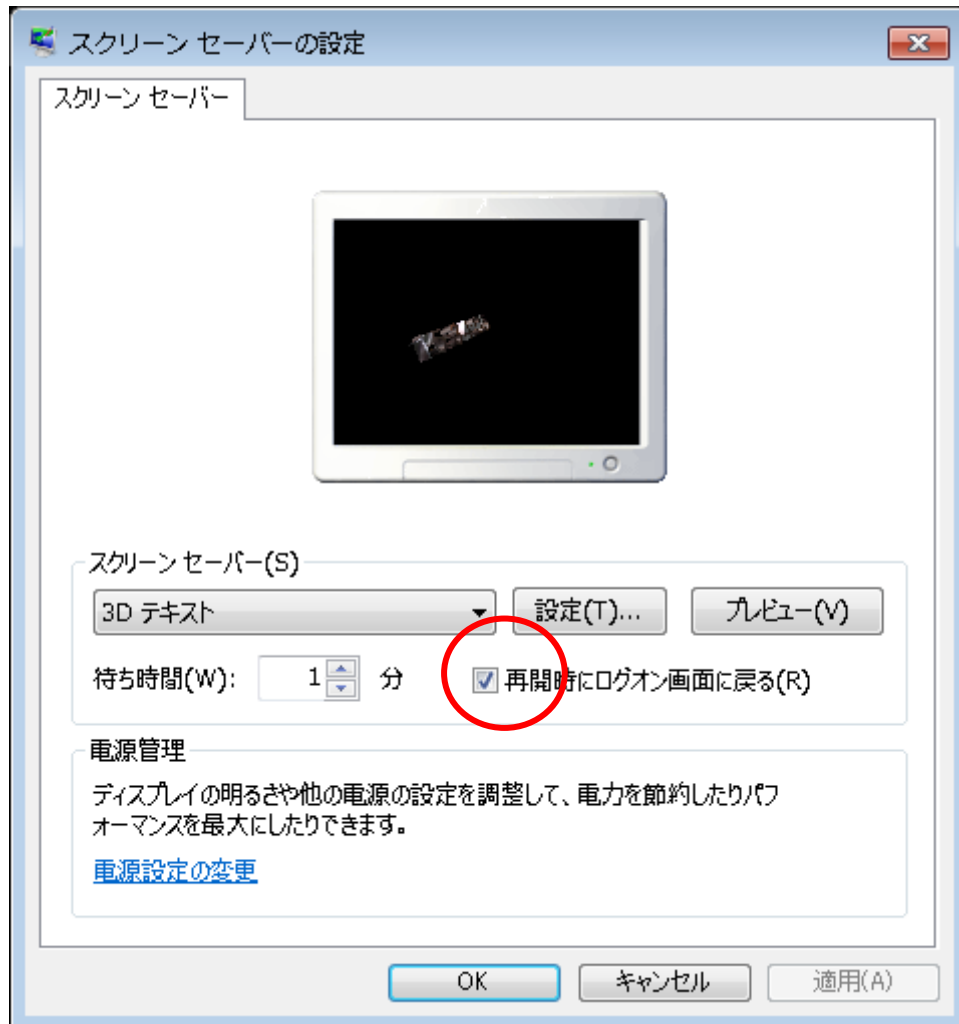 スクリーン セーバーの設定
スクリーン セーバー
スクリーン セーバー(S)
3D テキスト
設定(T)...
プレビュー(V)
待ち時間(W):
1
分
再開時にログオン画面に戻る(R)
電源管理
ディスプレイの明るさや他の電源の設定を調整して、電力を節約したりパフ
ォーマンスを最大にしたりできます。
電源設定の変更
OK
キャンセル
適用(A)